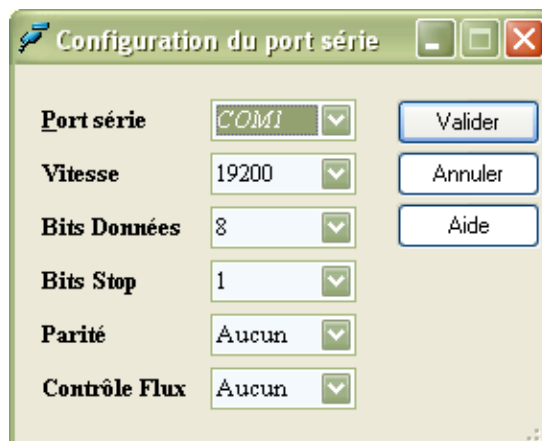 Configuration du port série
Port série COM1 Valider
Vitesse 19200 Annuler
Bits Données 8 Aide
Bits Stop 1
Parité Aucun
Contrôle Flux Aucun